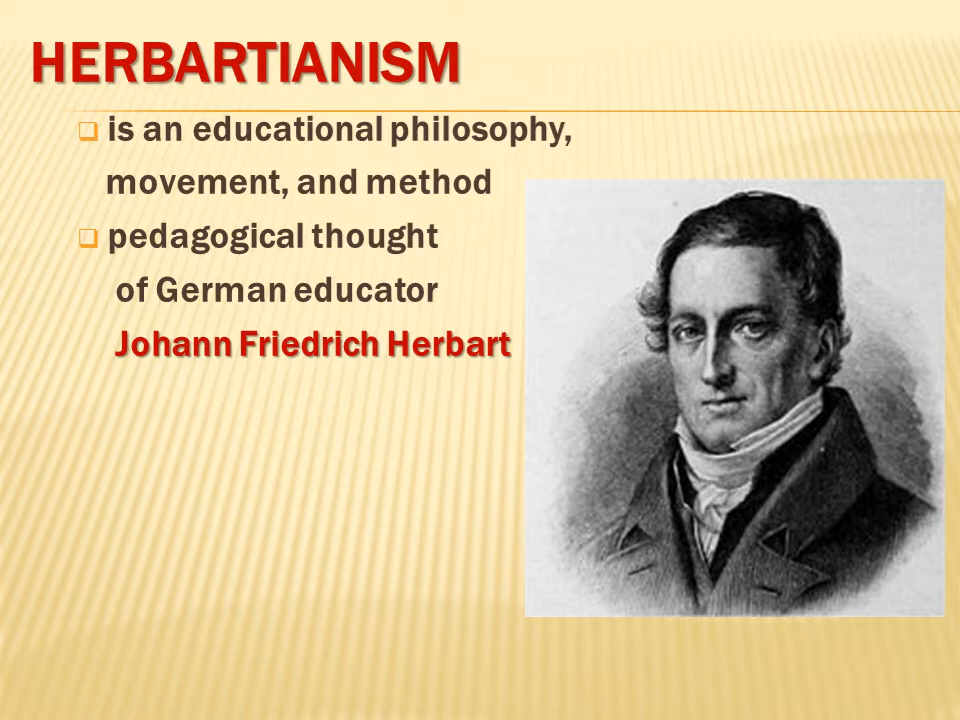 HERBARTIANISM
is an educational philosophy,
movement, and method
pedagogical thought
of German educator
Johann Friedrich Herbart